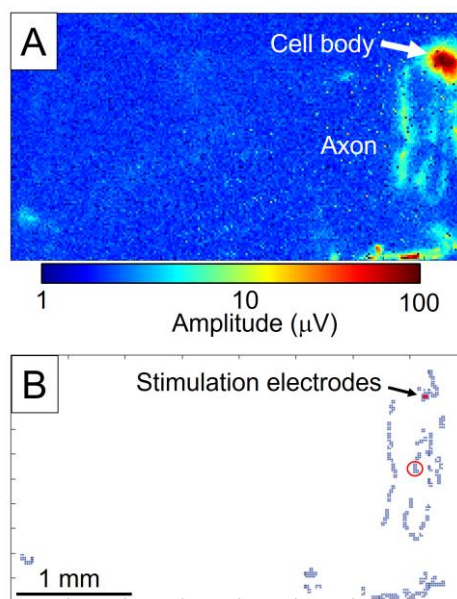 A
Cell body
Axon
1 10 100
Amplitude (μV)
B
Stimulation electrodes
1 mm